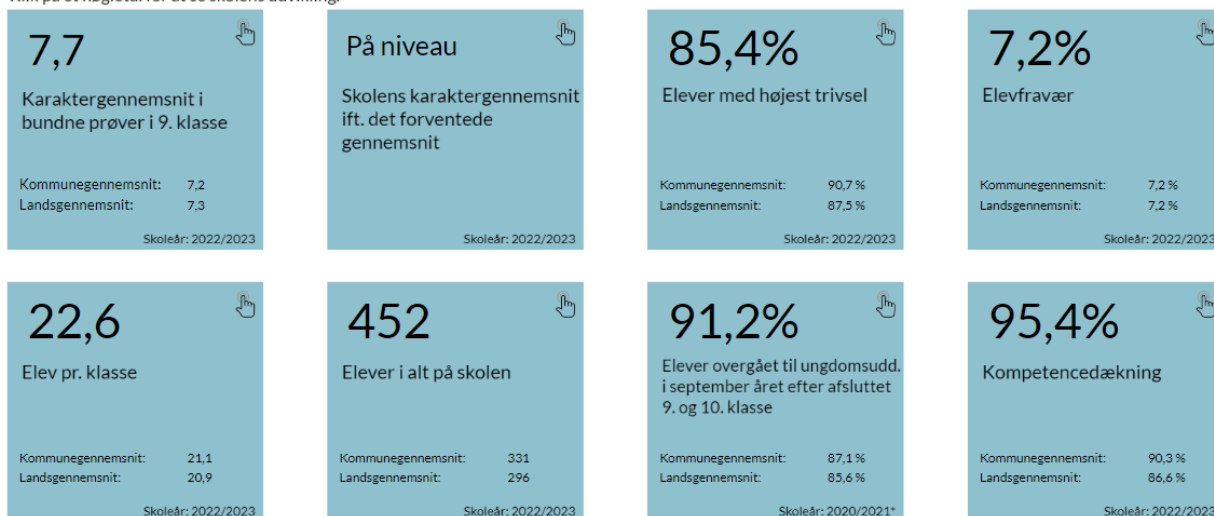 7,7
Karaktergennemsnit i
bundne prøver i 9. klasse
Kommunegennemsnit: 7,2
Landsgennemsnit: 7,3
Skoleår: 2022/2023
På niveau
Skolens karaktergennemsnit
ift. det forventede
gennemsnit
Skoleår: 2022/2023
85,4%
Elever med højest trivsel
Kommunegennemsnit: 90,7 %
Landsgennemsnit: 87,5 %
Skoleår: 2022/2023
7,2%
Elevfravær
Kommunegennemsnit: 7,2 %
Landsgennemsnit: 7,2 %
Skoleår: 2022/2023
22,6
Elev pr. klasse
Kommunegennemsnit: 21,1
Landsgennemsnit: 20,9
Skoleår: 2022/2023
452
Elever i alt på skolen
Kommunegennemsnit: 331
Landsgennemsnit: 296
Skoleår: 2022/2023
91,2%
Elever overgået til ungdomsudd.
i september året efter afsluttet
9. og 10. klasse
Kommunegennemsnit: 87,1 %
Landsgennemsnit: 85,6 %
Skoleår: 2020/2021*
95,4%
Kompetencedækning
Kommunegennemsnit: 90,3 %
Landsgennemsnit: 86,6 %
Skoleår: 2022/2023